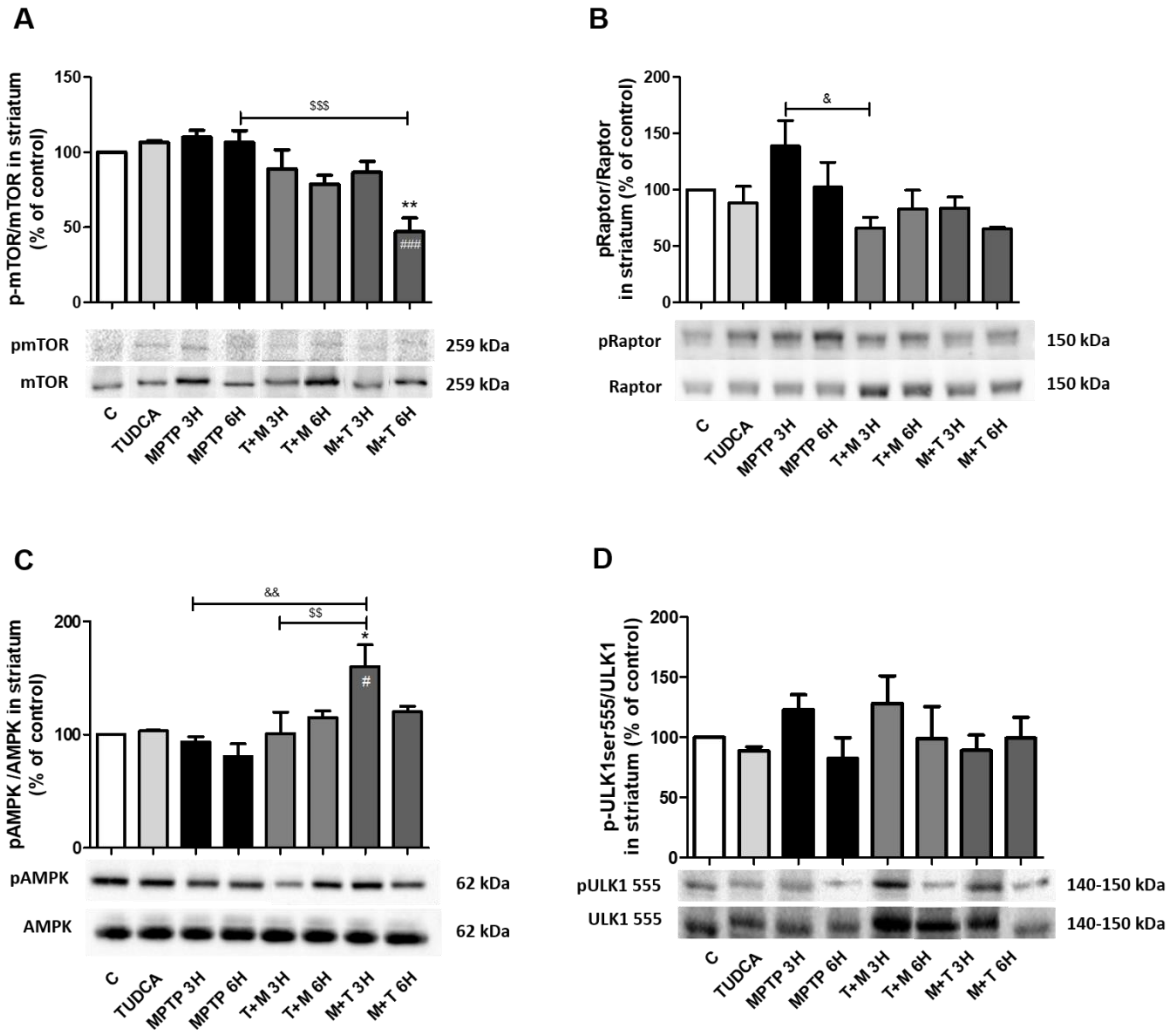 A
p-mTOR/mTOR in striatum
(% of control)
150
100
50
0
$$$
**
###
pmTOR
259 kDa
mTOR
259 kDa
C
TUDCA
MPTP 3H
MPTP 6H
T+M 3H
T+M 6H
M+T 3H
M+T 6H
B
pRaptor/Raptor
in striatum (% of control)
200
150
100
50
0
&
pRaptor
150 kDa
Raptor
150 kDa
C
TUDCA
MPTP 3H
MPTP 6H
T+M 3H
T+M 6H
M+T 3H
M+T 6H
C
pAMPK /AMPK in striatum
(% of control)
200
100
0
&&
$$
*
#
pAMPK
62 kDa
AMPK
62 kDa
C
TUDCA
MPTP 3H
MPTP 6H
T+M 3H
T+M 6H
M+T 3H
M+T 6H
D
p-ULK1ser555/ULK1
in striatum (% of control)
200
150
100
50
0
pULK1 555
140-150 kDa
ULK1 555
140-150 kDa
C
TUDCA
MPTP 3H
MPTP 6H
T+M 3H
T+M 6H
M+T 3H
M+T 6H